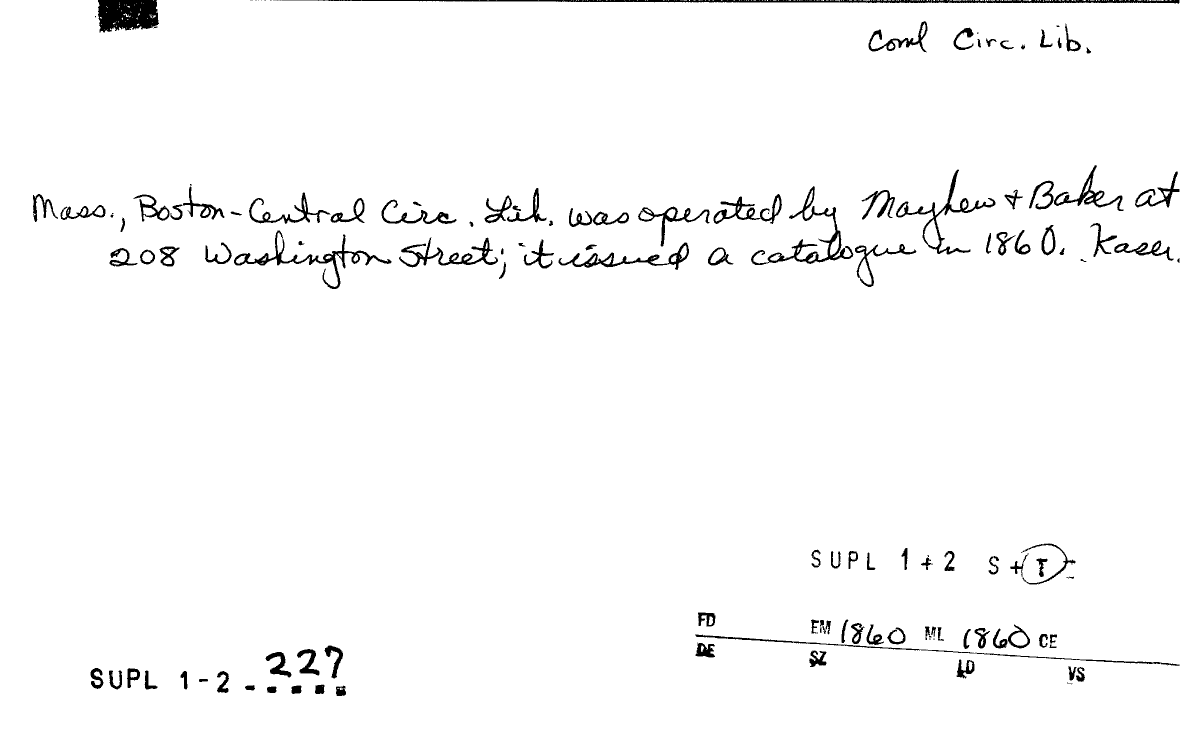 Coml Circ. Lib.
Mass., Boston-Central Circ. Lib. was operated by Mayhew + Baker at
208 Washington Street; it issued a catalogue in 1860. Kaser.
SUPL 1+2 S+T
FD EM 1860 ML 1860 CE
DE SZ LD VS
SUPL 1-2 227